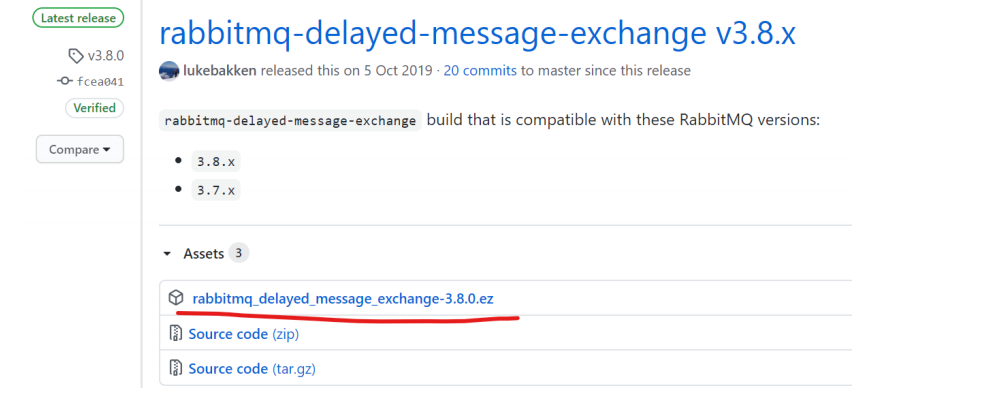 Latest release
v3.8.0
fcea041
Verified
Compare
rabbitmq-delayed-message-exchange v3.8.x
lukebakken released this on 5 Oct 2019 · 20 commits to master since this release
rabbitmq-delayed-message-exchange build that is compatible with these RabbitMQ versions:
3.8.x
3.7.x
Assets 3
rabbitmq_delayed_message_exchange-3.8.0.ez
Source code (zip)
Source code (tar.gz)